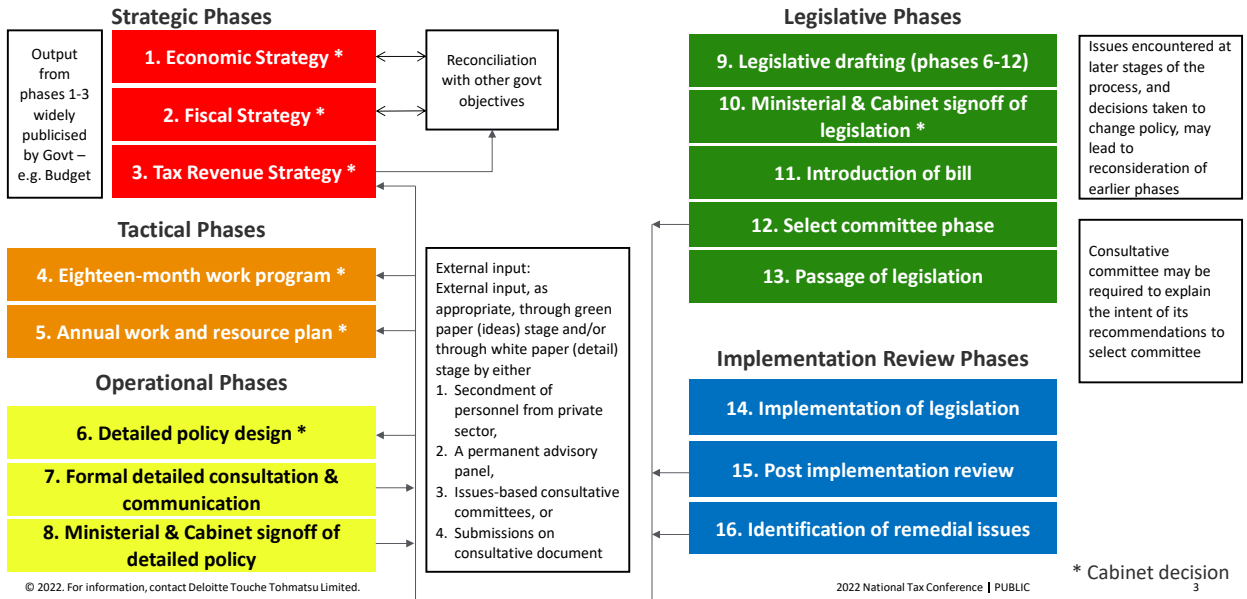 Strategic Phases
Output
from
phases 1-3
widely
publicised
by Govt –
e.g. Budget
1. Economic Strategy *
2. Fiscal Strategy *
3. Tax Revenue Strategy *
Reconciliation
with other govt
objectives
Tactical Phases
4. Eighteen-month work program *
5. Annual work and resource plan *
Operational Phases
6. Detailed policy design *
7. Formal detailed consultation &
communication
8. Ministerial & Cabinet signoff of
detailed policy
External input:
External input, as
appropriate, through green
paper (ideas) stage and/or
through white paper (detail)
stage by either
1. Secondment of
personnel from private
sector,
2. A permanent advisory
panel,
3. Issues-based consultative
committees, or
4. Submissions on
consultative document
Legislative Phases
9. Legislative drafting (phases 6-12)
10. Ministerial & Cabinet signoff of
legislation *
11. Introduction of bill
12. Select committee phase
13. Passage of legislation
Issues encountered at
later stages of the
process, and
decisions taken to
change policy, may
lead to
reconsideration of
earlier phases
Consultative
committee may be
required to explain
the intent of its
recommendations to
select committee
Implementation Review Phases
14. Implementation of legislation
15. Post implementation review
16. Identification of remedial issues
* Cabinet decision
© 2022. For information, contact Deloitte Touche Tohmatsu Limited.
2022 National Tax Conference | PUBLIC
3